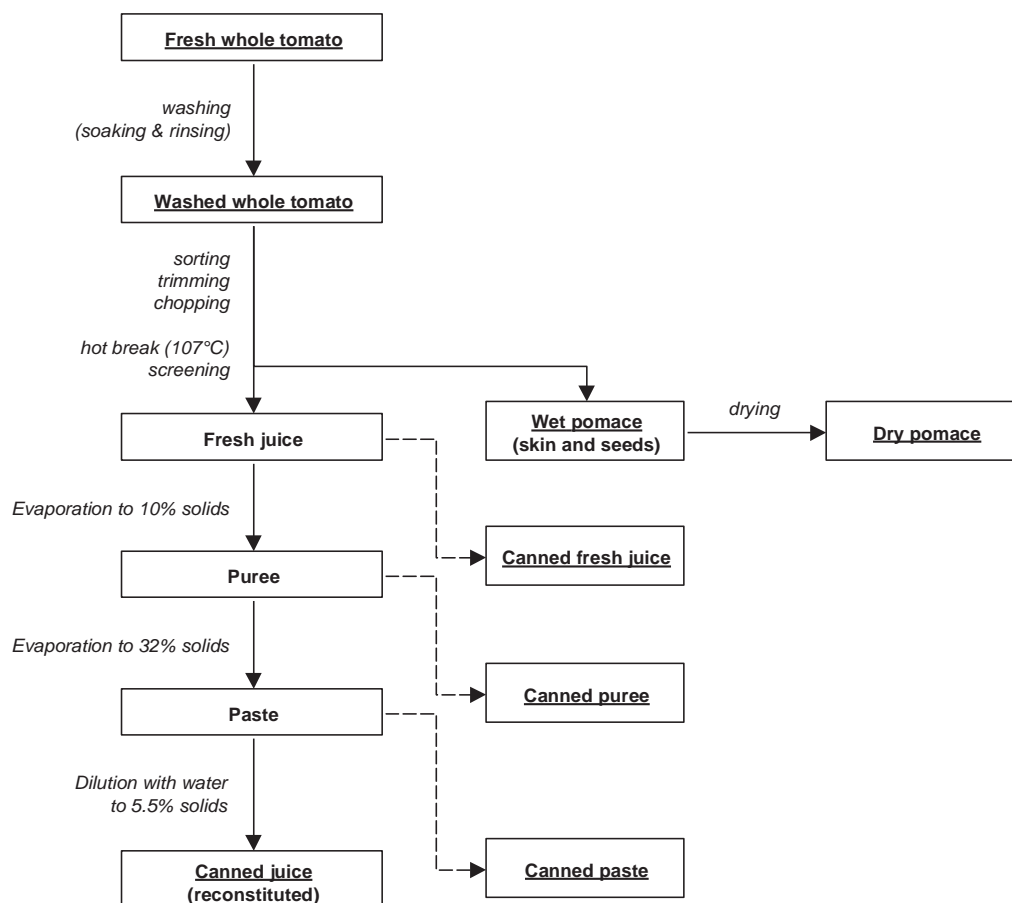 Fresh whole tomato
washing
(soaking & rinsing)
Washed whole tomato
sorting
trimming
chopping
hot break (107°C)
screening
Fresh juice
Wet pomace
(skin and seeds)
drying
Dry pomace
Evaporation to 10% solids
Canned fresh juice
Puree
Evaporation to 32% solids
Canned puree
Paste
Dilution with water
to 5.5% solids
Canned juice
(reconstituted)
Canned paste